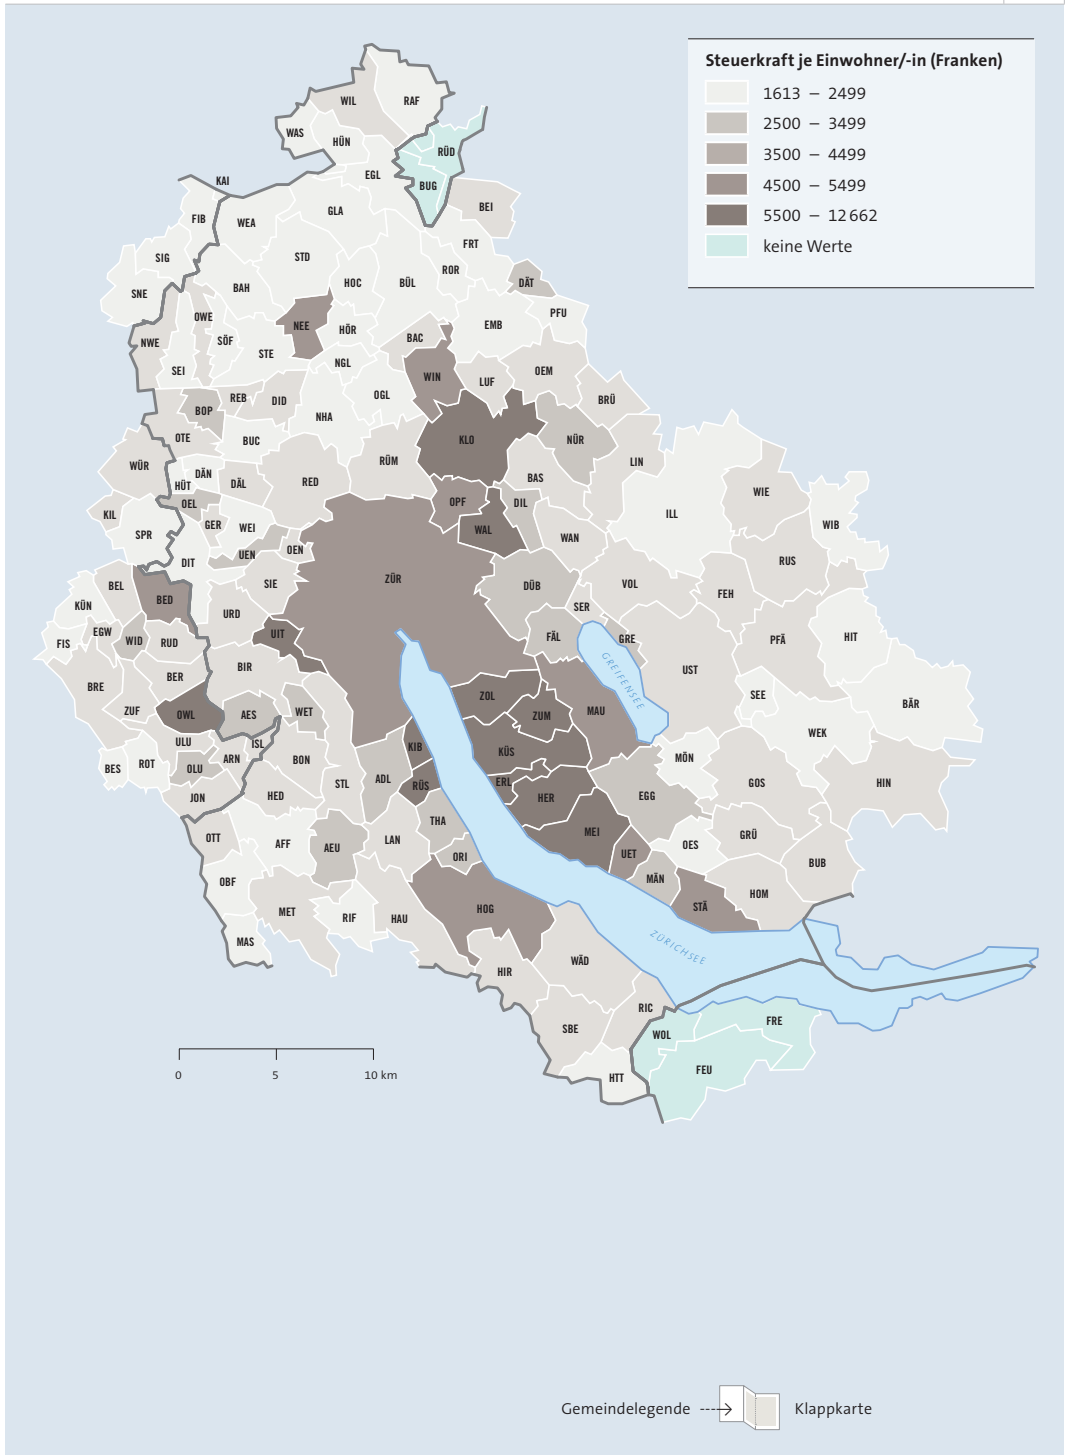 Steuerkraft je Einwohner/-in (Franken)
1613 – 2499
2500 – 3499
3500 – 4499
4500 – 5499
5500 – 12 662
keine Werte
WIL
RAF
WAS
HÜN
RÜD
EGL
BUG
KAI
GLA
BEI
FIB
WEA
FRT
SIG
STD
ROR
SNE
BAH
HOC
BÜL
DÄT
OWE
NEE
HÖR
EMB
PFU
NWE
SÖF
STE
BAC
SEI
NGL
WIN
LUF
OEM
REB
DID
OGL
BRÜ
BOP
NHA
OTE
BUC
KLO
NÜR
WÜR
DÄN
RÜM
LIN
HÜT
DÄL
RED
BAS
OEL
OPF
DIL
WIE
KIL
GER
WEI
WAL
ILL
WIB
SPR
WAN
UEN
OEN
DIT
RUS
BEL
SIE
ZÜR
DÜB
VOL
KÜN
BED
FEH
URD
SER
EGW
WID
RUD
UIT
FÄL
GRE
PFÄ
HIT
FIS
BIR
GREIFENSEE
UST
BRE
BER
SEE
ZUF
OWL
AES
WET
ZOL
ZUM
MAU
BÄR
ULU
ISL
KIB
KÜS
WEK
BES
ROT
OLU
ARN
BON
MÖN
JON
HED
STL
ADL
RÜS
ERL
HER
EGG
GOS
HIN
OTT
AFF
AEU
LAN
THA
MEI
GRÜ
OES
ORI
UET
BUB
OBF
MÄN
HOM
MET
RIF
HAU
HOG
STÄ
MAS
ZÜRICHSEE
HIR
WÄD
RIC
SBE
WOL
FRE
HTT
FEU
0 5 10 km
Gemeindelegende
Klappkarte